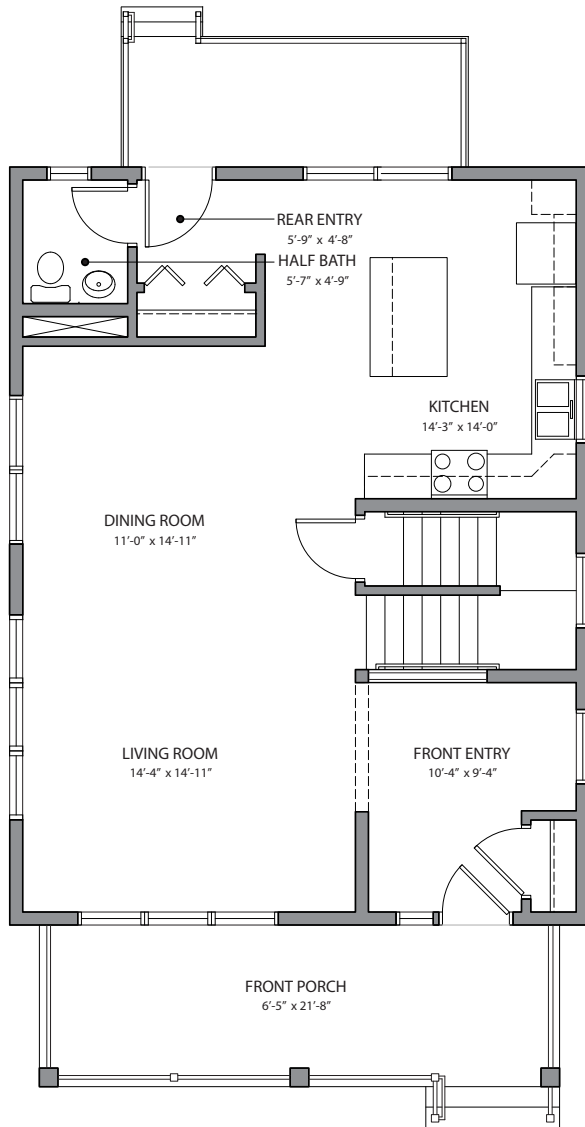 REAR ENTRY
5’-9” x 4’-8”
HALF BATH
5’-7” x 4’-9”
KITCHEN
14’-3” x 14’-0”
DINING ROOM
11’-0” x 14’-11”
LIVING ROOM
14’-4” x 14’-11”
FRONT ENTRY
10’-4” x 9’-4”
FRONT PORCH
6’-5” x 21’-8”